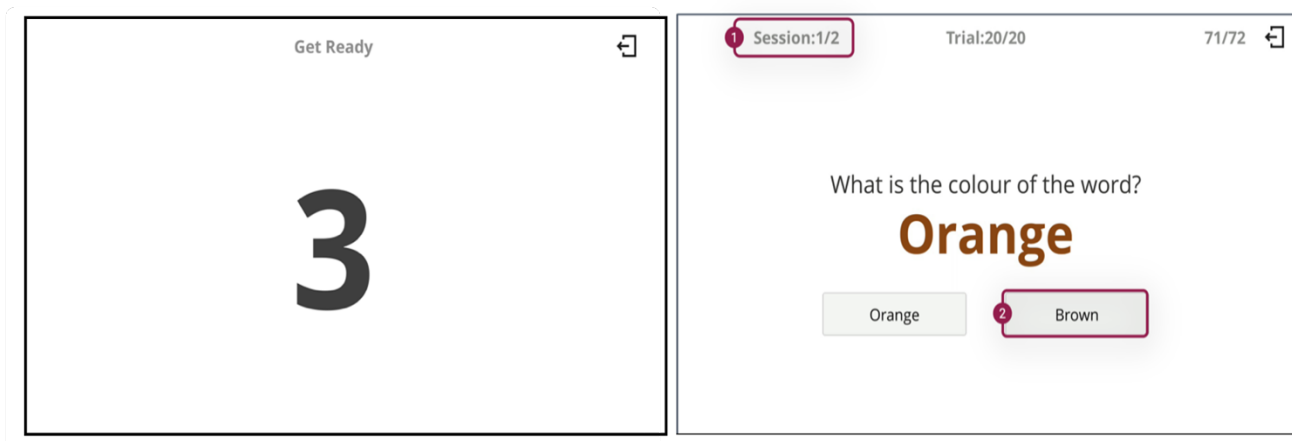 Get Ready
3
1 Session:1/2 Trial:20/20 71/72
What is the colour of the word?
Orange
Orange 2 Brown